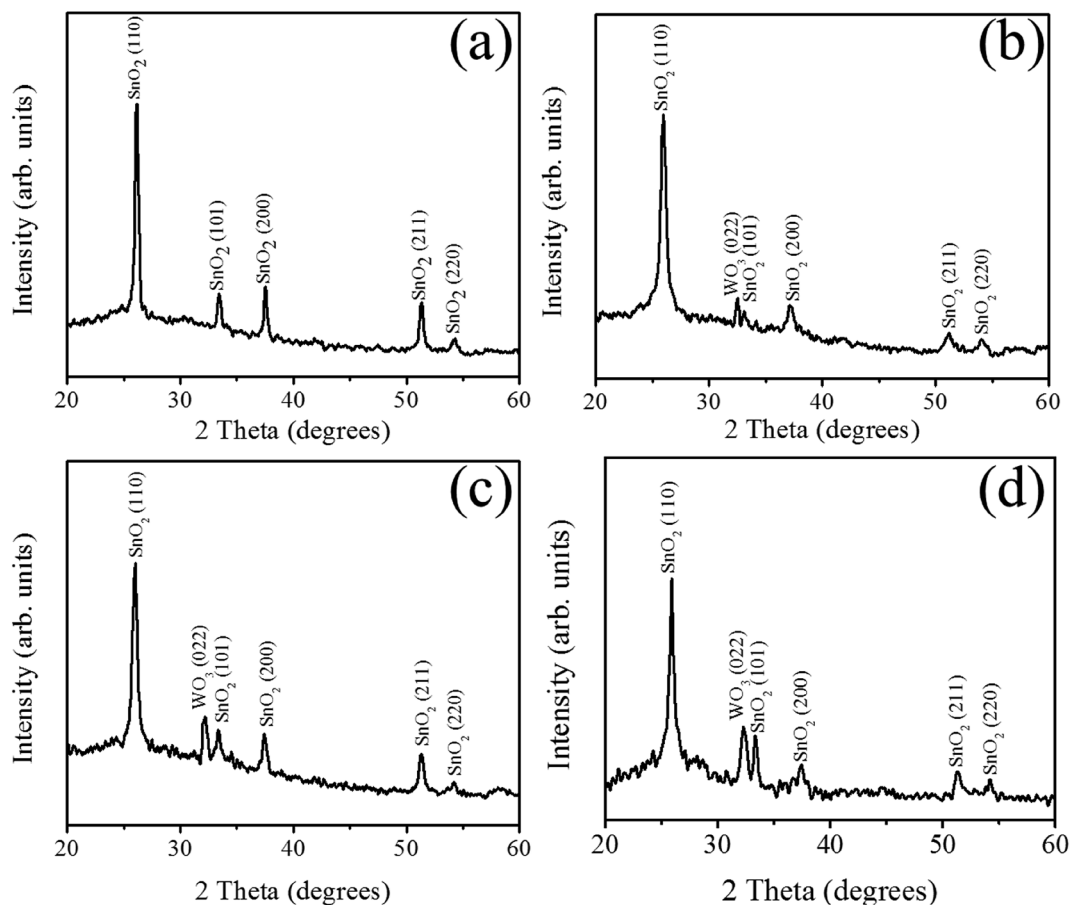 (a)
Intensity (arb. units)
SnO2 (110)
SnO2 (101)
SnO2 (200)
SnO2 (211)
SnO2 (220)
20 30 40 50 60
2 Theta (degrees)
(b)
Intensity (arb. units)
SnO2 (110)
WO3 (022)
SnO2 (101)
SnO2 (200)
SnO2 (211)
SnO2 (220)
20 30 40 50 60
2 Theta (degrees)
(c)
Intensity (arb. units)
SnO2 (110)
WO3 (022)
SnO2 (101)
SnO2 (200)
SnO2 (211)
SnO2 (220)
20 30 40 50 60
2 Theta (degrees)
(d)
Intensity (arb. units)
SnO2 (110)
WO3 (022)
SnO2 (101)
SnO2 (200)
SnO2 (211)
SnO2 (220)
20 30 40 50 60
2 Theta (degrees)